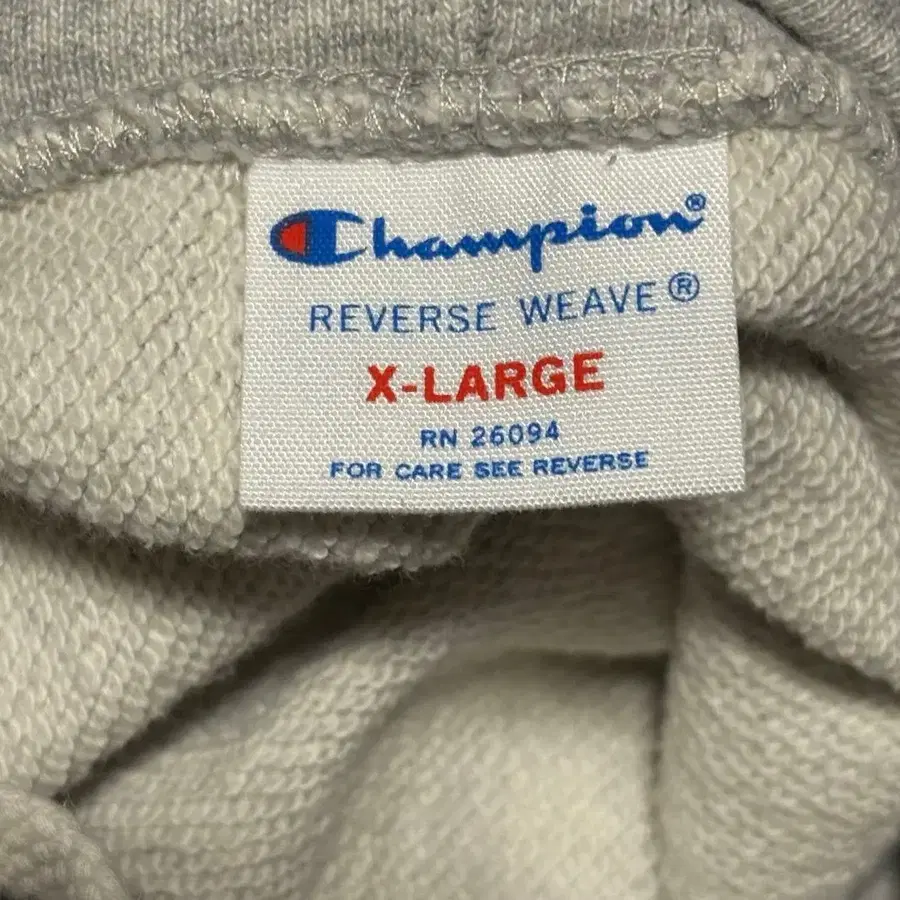 Champion®
REVERSE WEAVE®
X-LARGE
RN 26094
FOR CARE SEE REVERSE